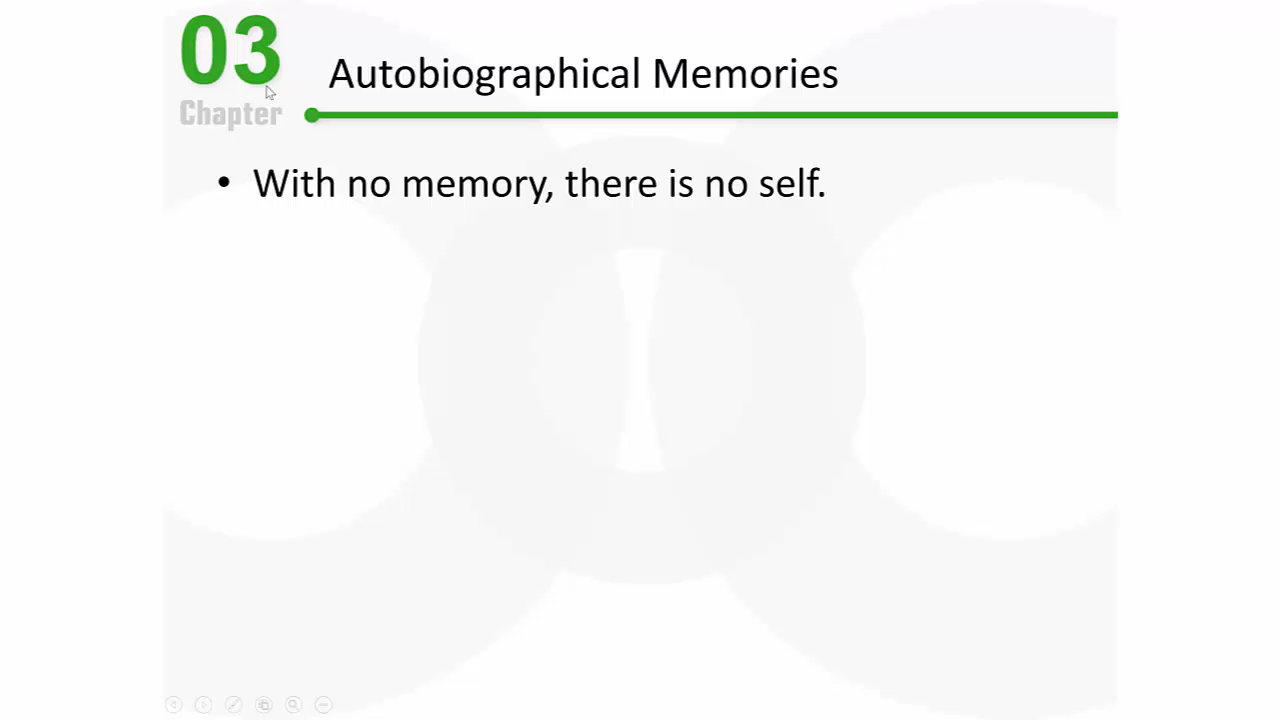 03
Chapter
Autobiographical Memories
• With no memory, there is no self.